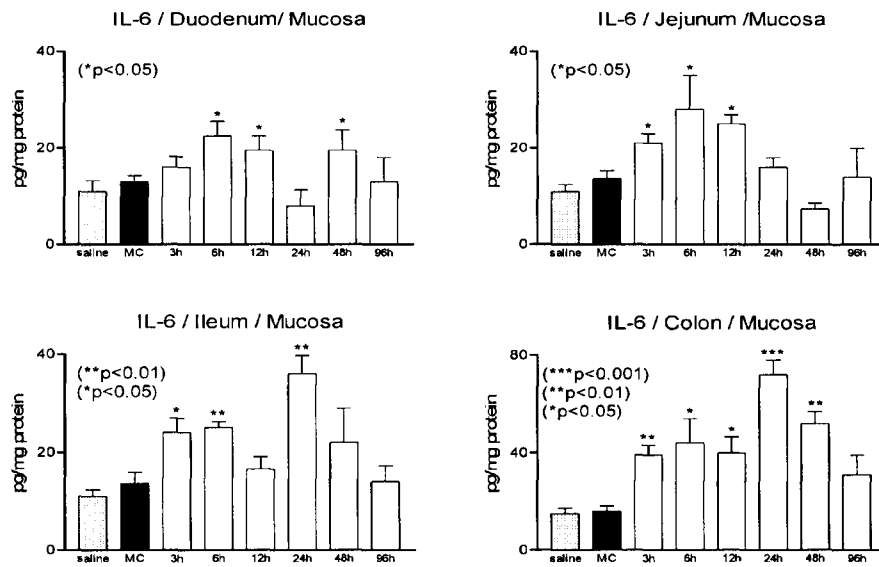 IL-6 / Duodenum/ Mucosa
40
(*p<0.05)
*
*
*
pg/mg protein
20
0
saline MC 3h 6h 12h 24h 48h 96h
IL-6 / Jejunum /Mucosa
40
(*p<0.05)
*
*
*
pg/mg protein
20
0
saline MC 3h 6h 12h 24h 48h 96h
IL-6 / Ileum / Mucosa
40
(**p<0.01)
(*p<0.05)
**
*
**
pg/mg protein
20
0
saline MC 3h 6h 12h 24h 48h 96h
IL-6 / Colon / Mucosa
80
(***p<0.001)
(**p<0.01)
(*p<0.05)
***
**
*
*
**
pg/mg protein
40
0
saline MC 3h 6h 12h 24h 48h 96h